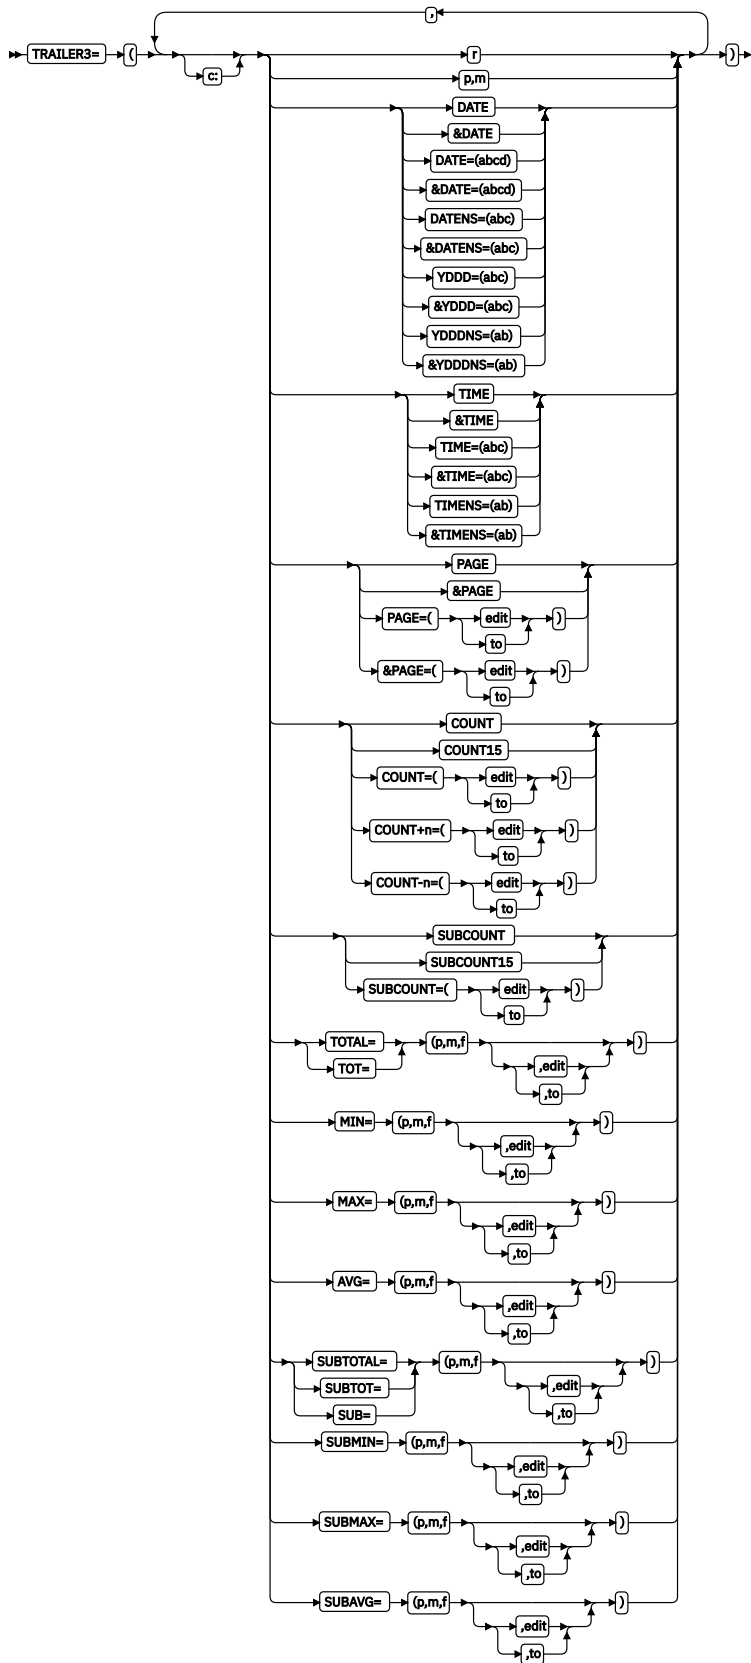 ,
TRAILER3= ( r )
c:
p,m
DATE
&DATE
DATE=(abcd)
&DATE=(abcd)
DATENS=(abc)
&DATENS=(abc)
YDDD=(abc)
&YDDD=(abc)
YDDDNS=(ab)
&YDDDNS=(ab)
TIME
&TIME
TIME=(abc)
&TIME=(abc)
TIMENS=(ab)
&TIMENS=(ab)
PAGE
&PAGE
PAGE=( edit )
to
&PAGE=( edit )
to
COUNT
COUNT15
COUNT=( edit )
to
COUNT+n=( edit )
to
COUNT-n=( edit )
to
SUBCOUNT
SUBCOUNT15
SUBCOUNT=( edit )
to
TOTAL= (p,m,f )
TOT= ,edit
,to
MIN= (p,m,f )
,edit
,to
MAX= (p,m,f )
,edit
,to
AVG= (p,m,f )
,edit
,to
SUBTOTAL= (p,m,f )
SUBTOT= ,edit
SUB= ,to
SUBMIN= (p,m,f )
,edit
,to
SUBMAX= (p,m,f )
,edit
,to
SUBAVG= (p,m,f )
,edit
,to